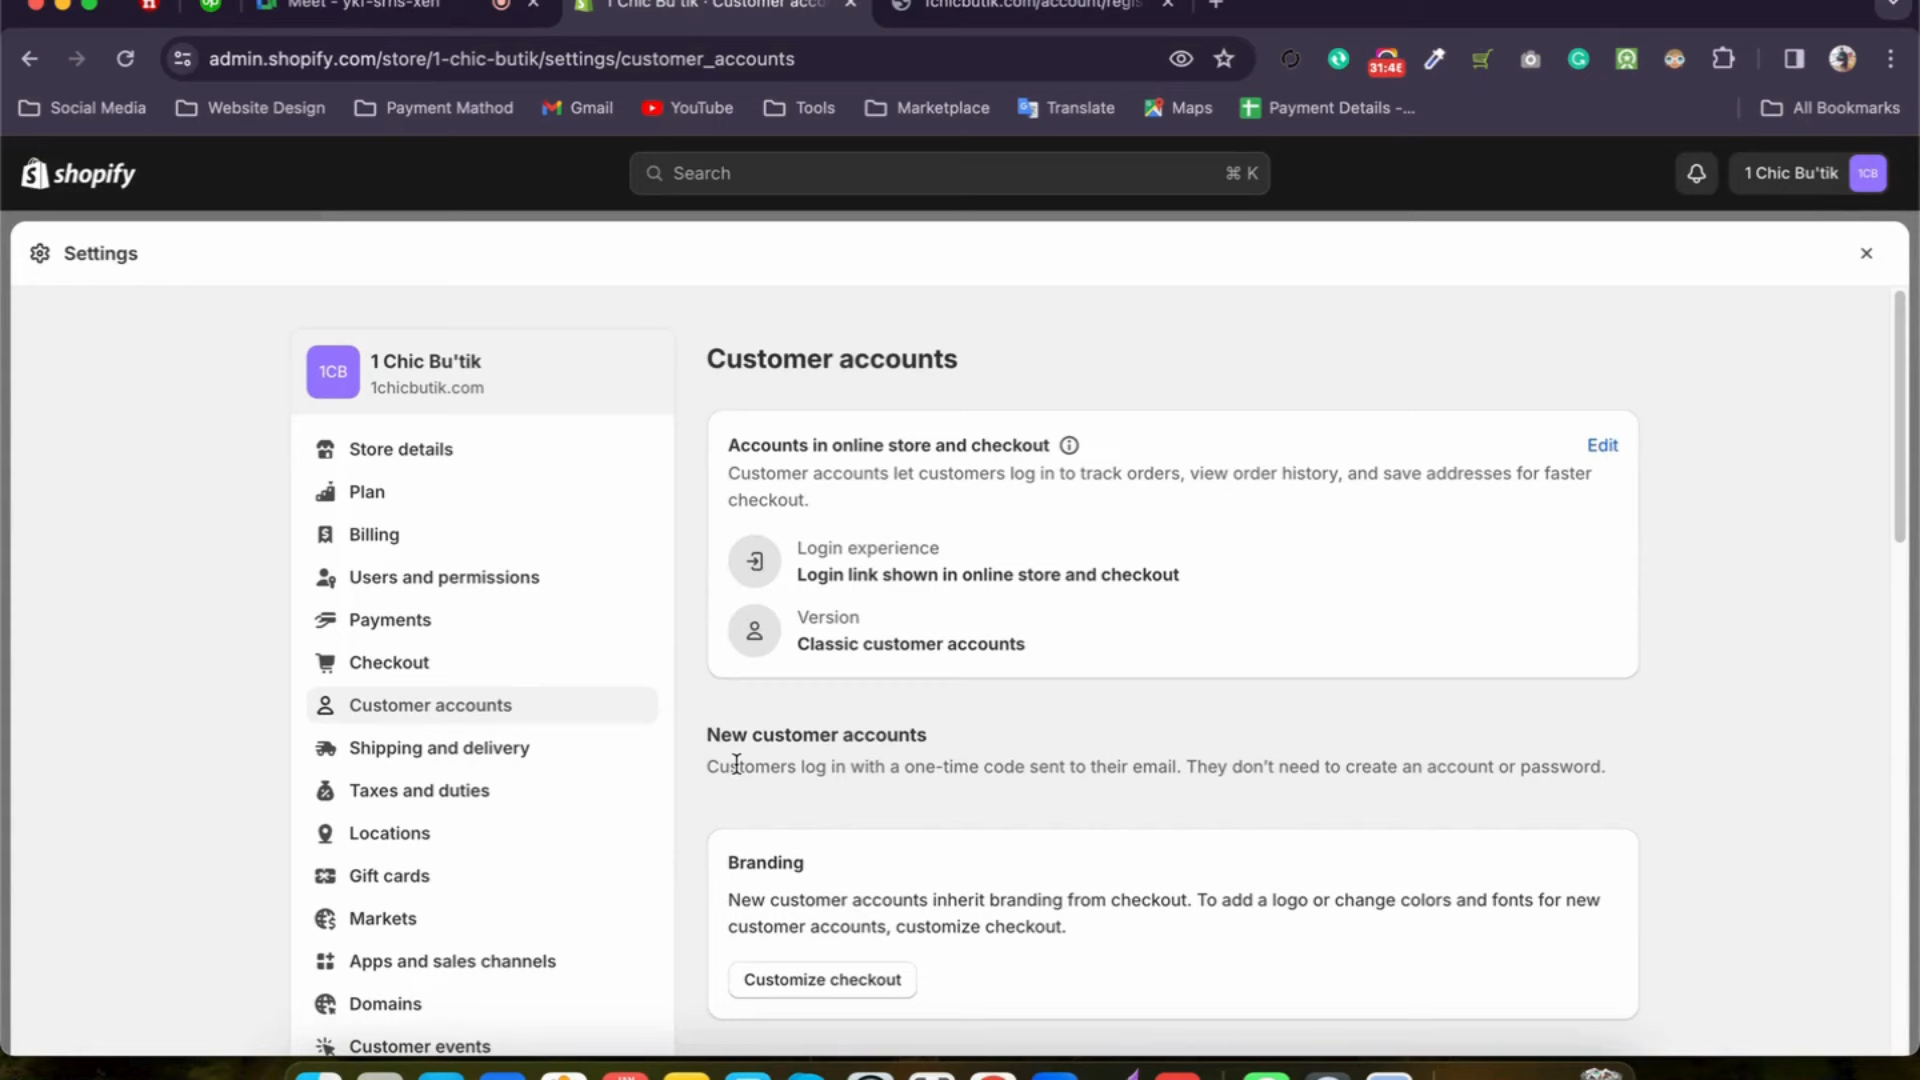 Meet - ykf-srhs-xeh
1 Chic Bu'tik · Customer acco
1chicbutik.com/account/regis
admin.shopify.com/store/1-chic-butik/settings/customer_accounts
31:46
Social Media
Website Design
Payment Mathod
Gmail
YouTube
Tools
Marketplace
Translate
Maps
Payment Details -...
All Bookmarks
shopify
Search
⌘ K
1 Chic Bu'tik
1CB
Settings
1CB
1 Chic Bu'tik
1chicbutik.com
Store details
Plan
Billing
Users and permissions
Payments
Checkout
Customer accounts
Shipping and delivery
Taxes and duties
Locations
Gift cards
Markets
Apps and sales channels
Domains
Customer events
Customer accounts
Accounts in online store and checkout
Edit
Customer accounts let customers log in to track orders, view order history, and save addresses for faster
checkout.
Login experience
Login link shown in online store and checkout
Version
Classic customer accounts
New customer accounts
Customers log in with a one-time code sent to their email. They don't need to create an account or password.
Branding
New customer accounts inherit branding from checkout. To add a logo or change colors and fonts for new
customer accounts, customize checkout.
Customize checkout